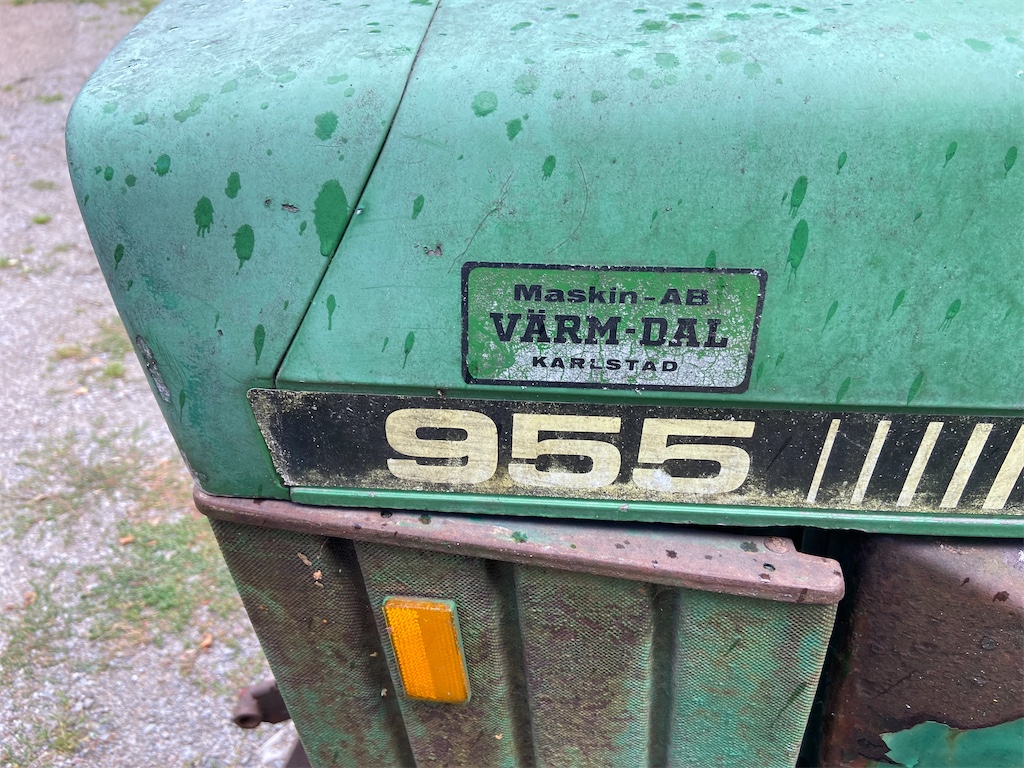 Maskin-AB
VÄRM-DAL
KARLSTAD
955